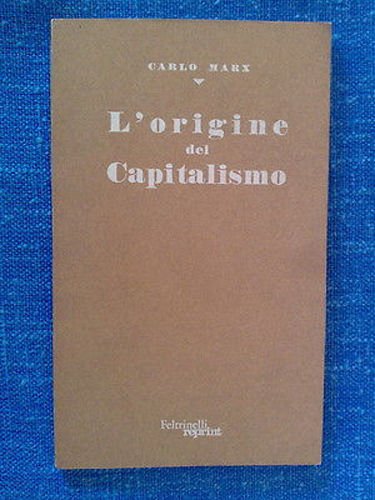 CARLO MARX
L'origine
del
Capitalismo
Feltrinelli
reprint